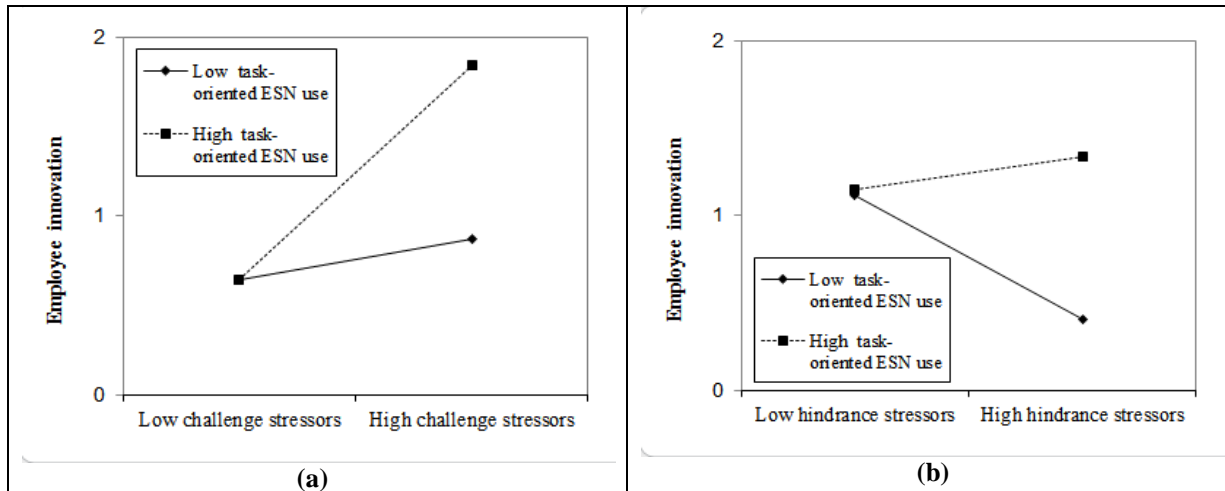 2
Low task-
oriented ESN use
High task-
oriented ESN use
Employee innovation
1
0
Low challenge stressors
High challenge stressors
(a)
2
Employee innovation
1
Low task-
oriented ESN use
High task-
oriented ESN use
0
Low hindrance stressors
High hindrance stressors
(b)